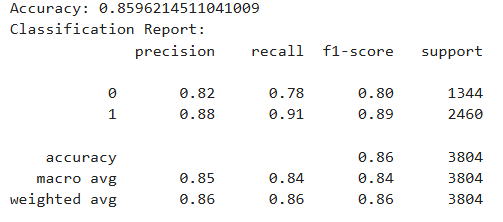 Accuracy: 0.8596214511041009
Classification Report:
precision recall f1-score support
0 0.82 0.78 0.80 1344
1 0.88 0.91 0.89 2460
accuracy 0.86 3804
macro avg 0.85 0.84 0.84 3804
weighted avg 0.86 0.86 0.86 3804